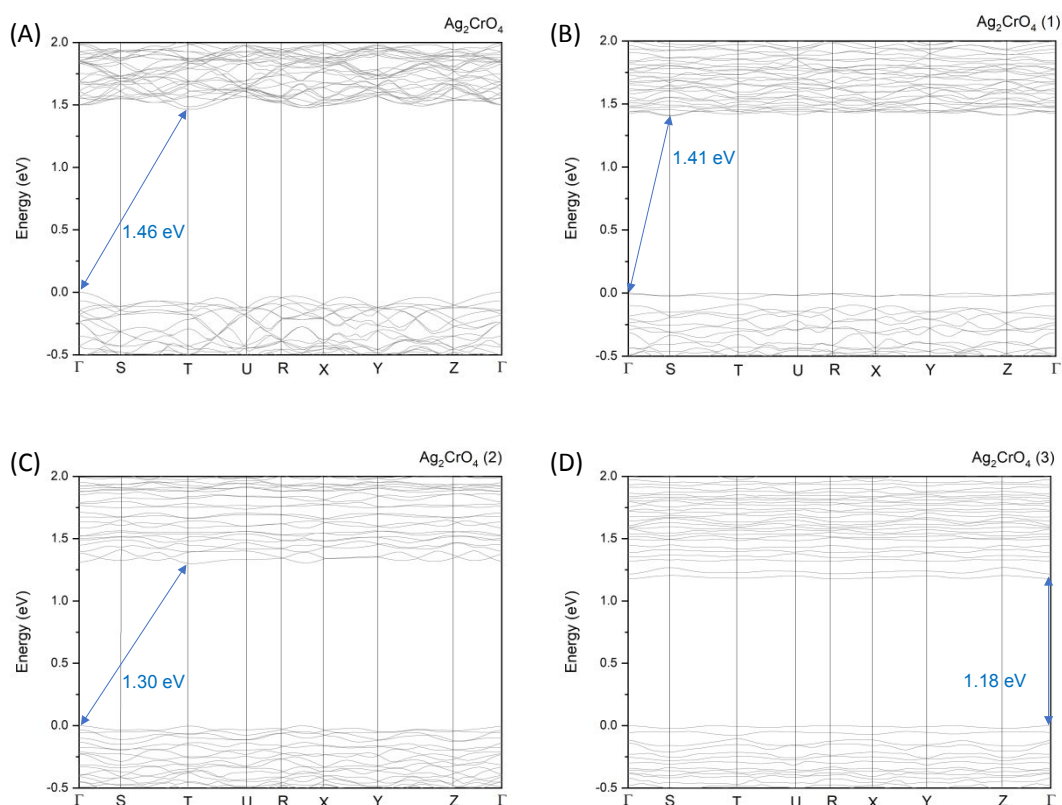 (A)
Ag₂CrO₄
2.0
1.5
1.0
0.5
0.0
-0.5
Energy (eV)
1.46 eV
Γ S T U R X Y Z Γ
(B)
Ag₂CrO₄ (1)
2.0
1.5
1.0
0.5
0.0
-0.5
Energy (eV)
1.41 eV
Γ S T U R X Y Z Γ
(C)
Ag₂CrO₄ (2)
2.0
1.5
1.0
0.5
0.0
-0.5
Energy (eV)
1.30 eV
Γ S T U R X Y Z Γ
(D)
Ag₂CrO₄ (3)
2.0
1.5
1.0
0.5
0.0
-0.5
Energy (eV)
1.18 eV
Γ S T U R X Y Z Γ